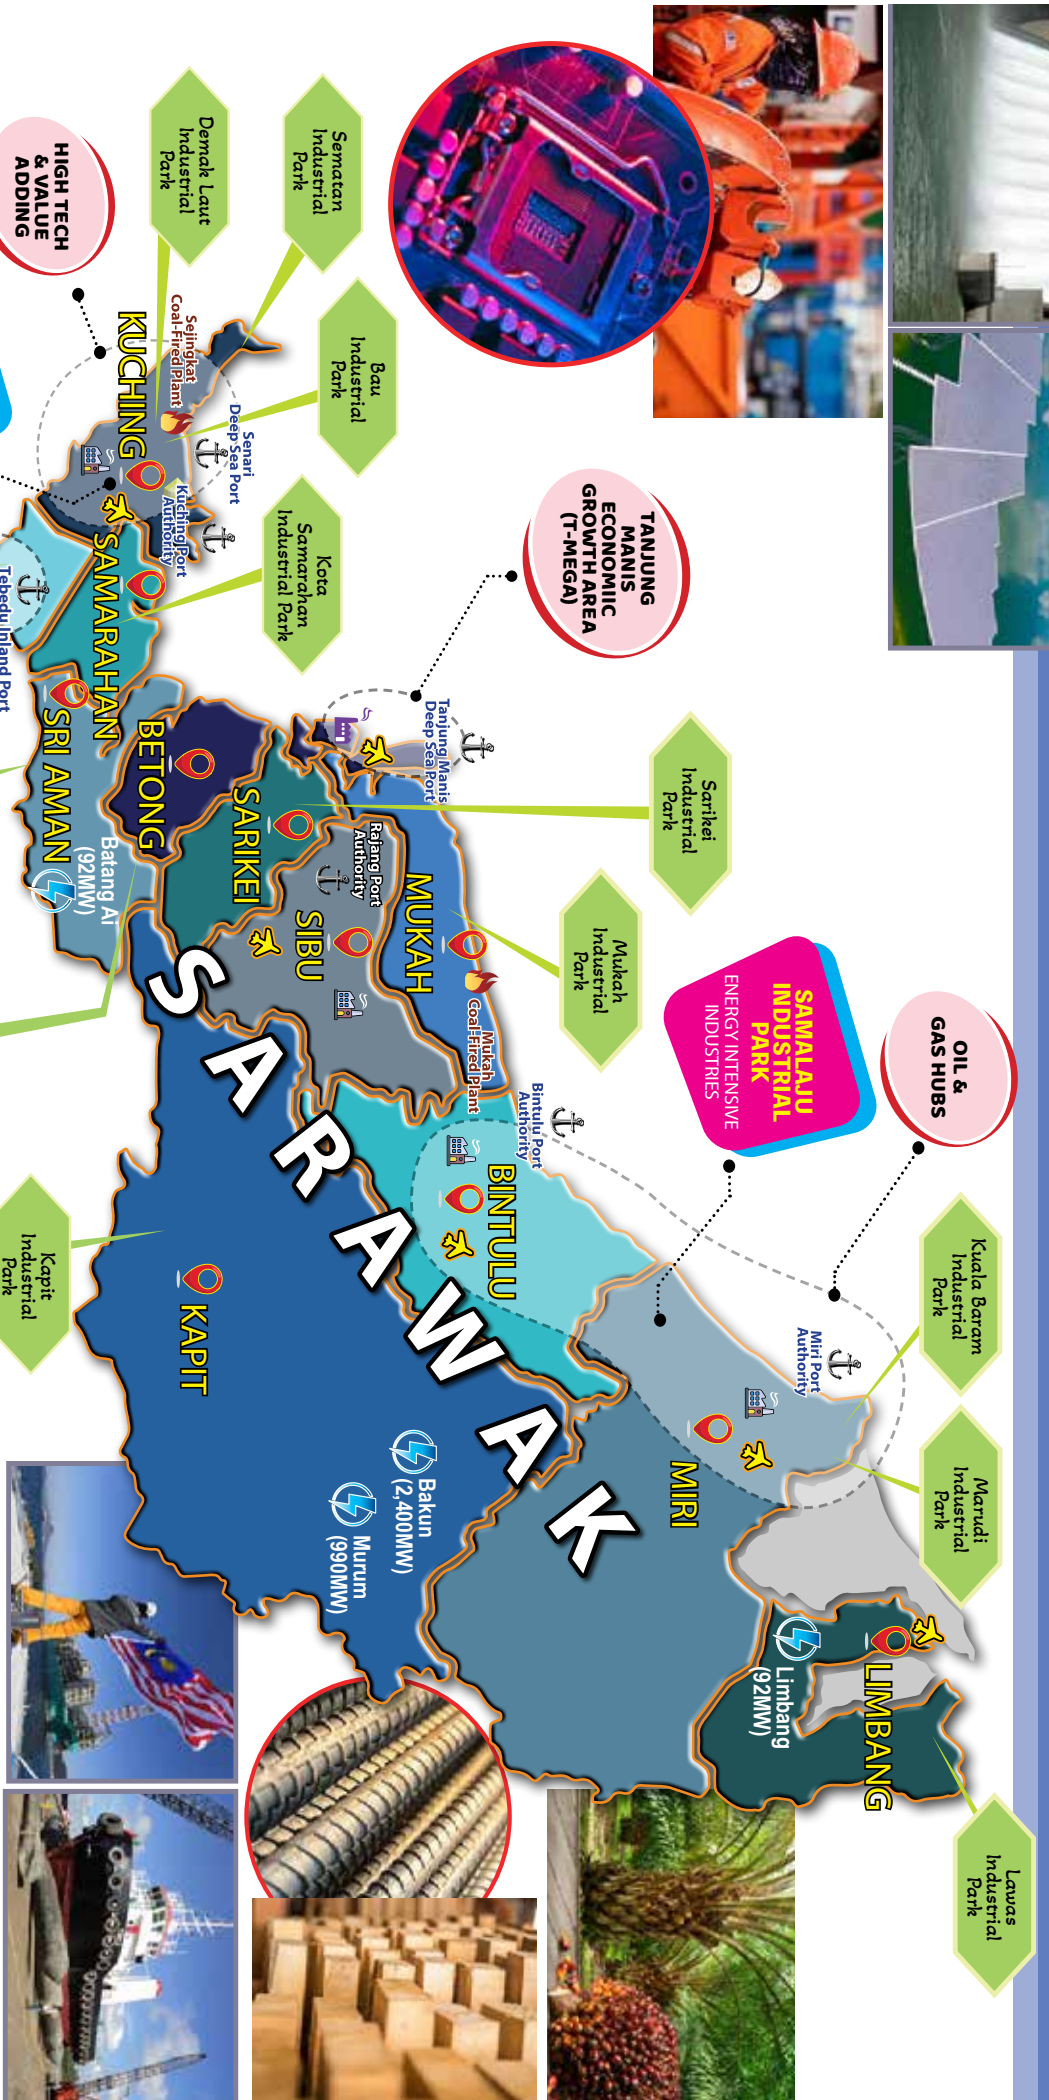 Lawas
Industrial
Park
Marudi
Industrial
Park
Kuala Baram
Industrial
Park
OIL &
GAS HUBS
SAMALAJU
INDUSTRIAL
PARK
ENERGY INTENSIVE
INDUSTRIES
Mukah
Industrial
Park
Sarikei
Industrial
Park
TANJUNG
MANIS
ECONOMIC
GROWTH AREA
(T-MEGA)
Kota
Samarahan
Industrial Park
Bau
Industrial
Park
Sematan
Industrial
Park
Demak Laut
Industrial
Park
HIGH TECH
& VALUE
ADDING
KUCHING
Sejingkat
Coal-Fired Plant
Senari
Deep Sea Port
Kuching Port
Authority
SAMARAHAN
Tebedu Inland Port
SRI AMAN
Batang Ai
(92MW)
BETONG
SARIKEI
Tanjung Manis
Deep Sea Port
Rajang Port
Authority
SIBU
MUKAH
Mukah
Coal-Fired Plant
Bintulu Port
Authority
BINTULU
Miri Port
Authority
MIRI
LIMBANG
Limbang
(92MW)
SARAWAK
KAPIT
Bakun
(2,400MW)
Murum
(990MW)
Kapit
Industrial
Park